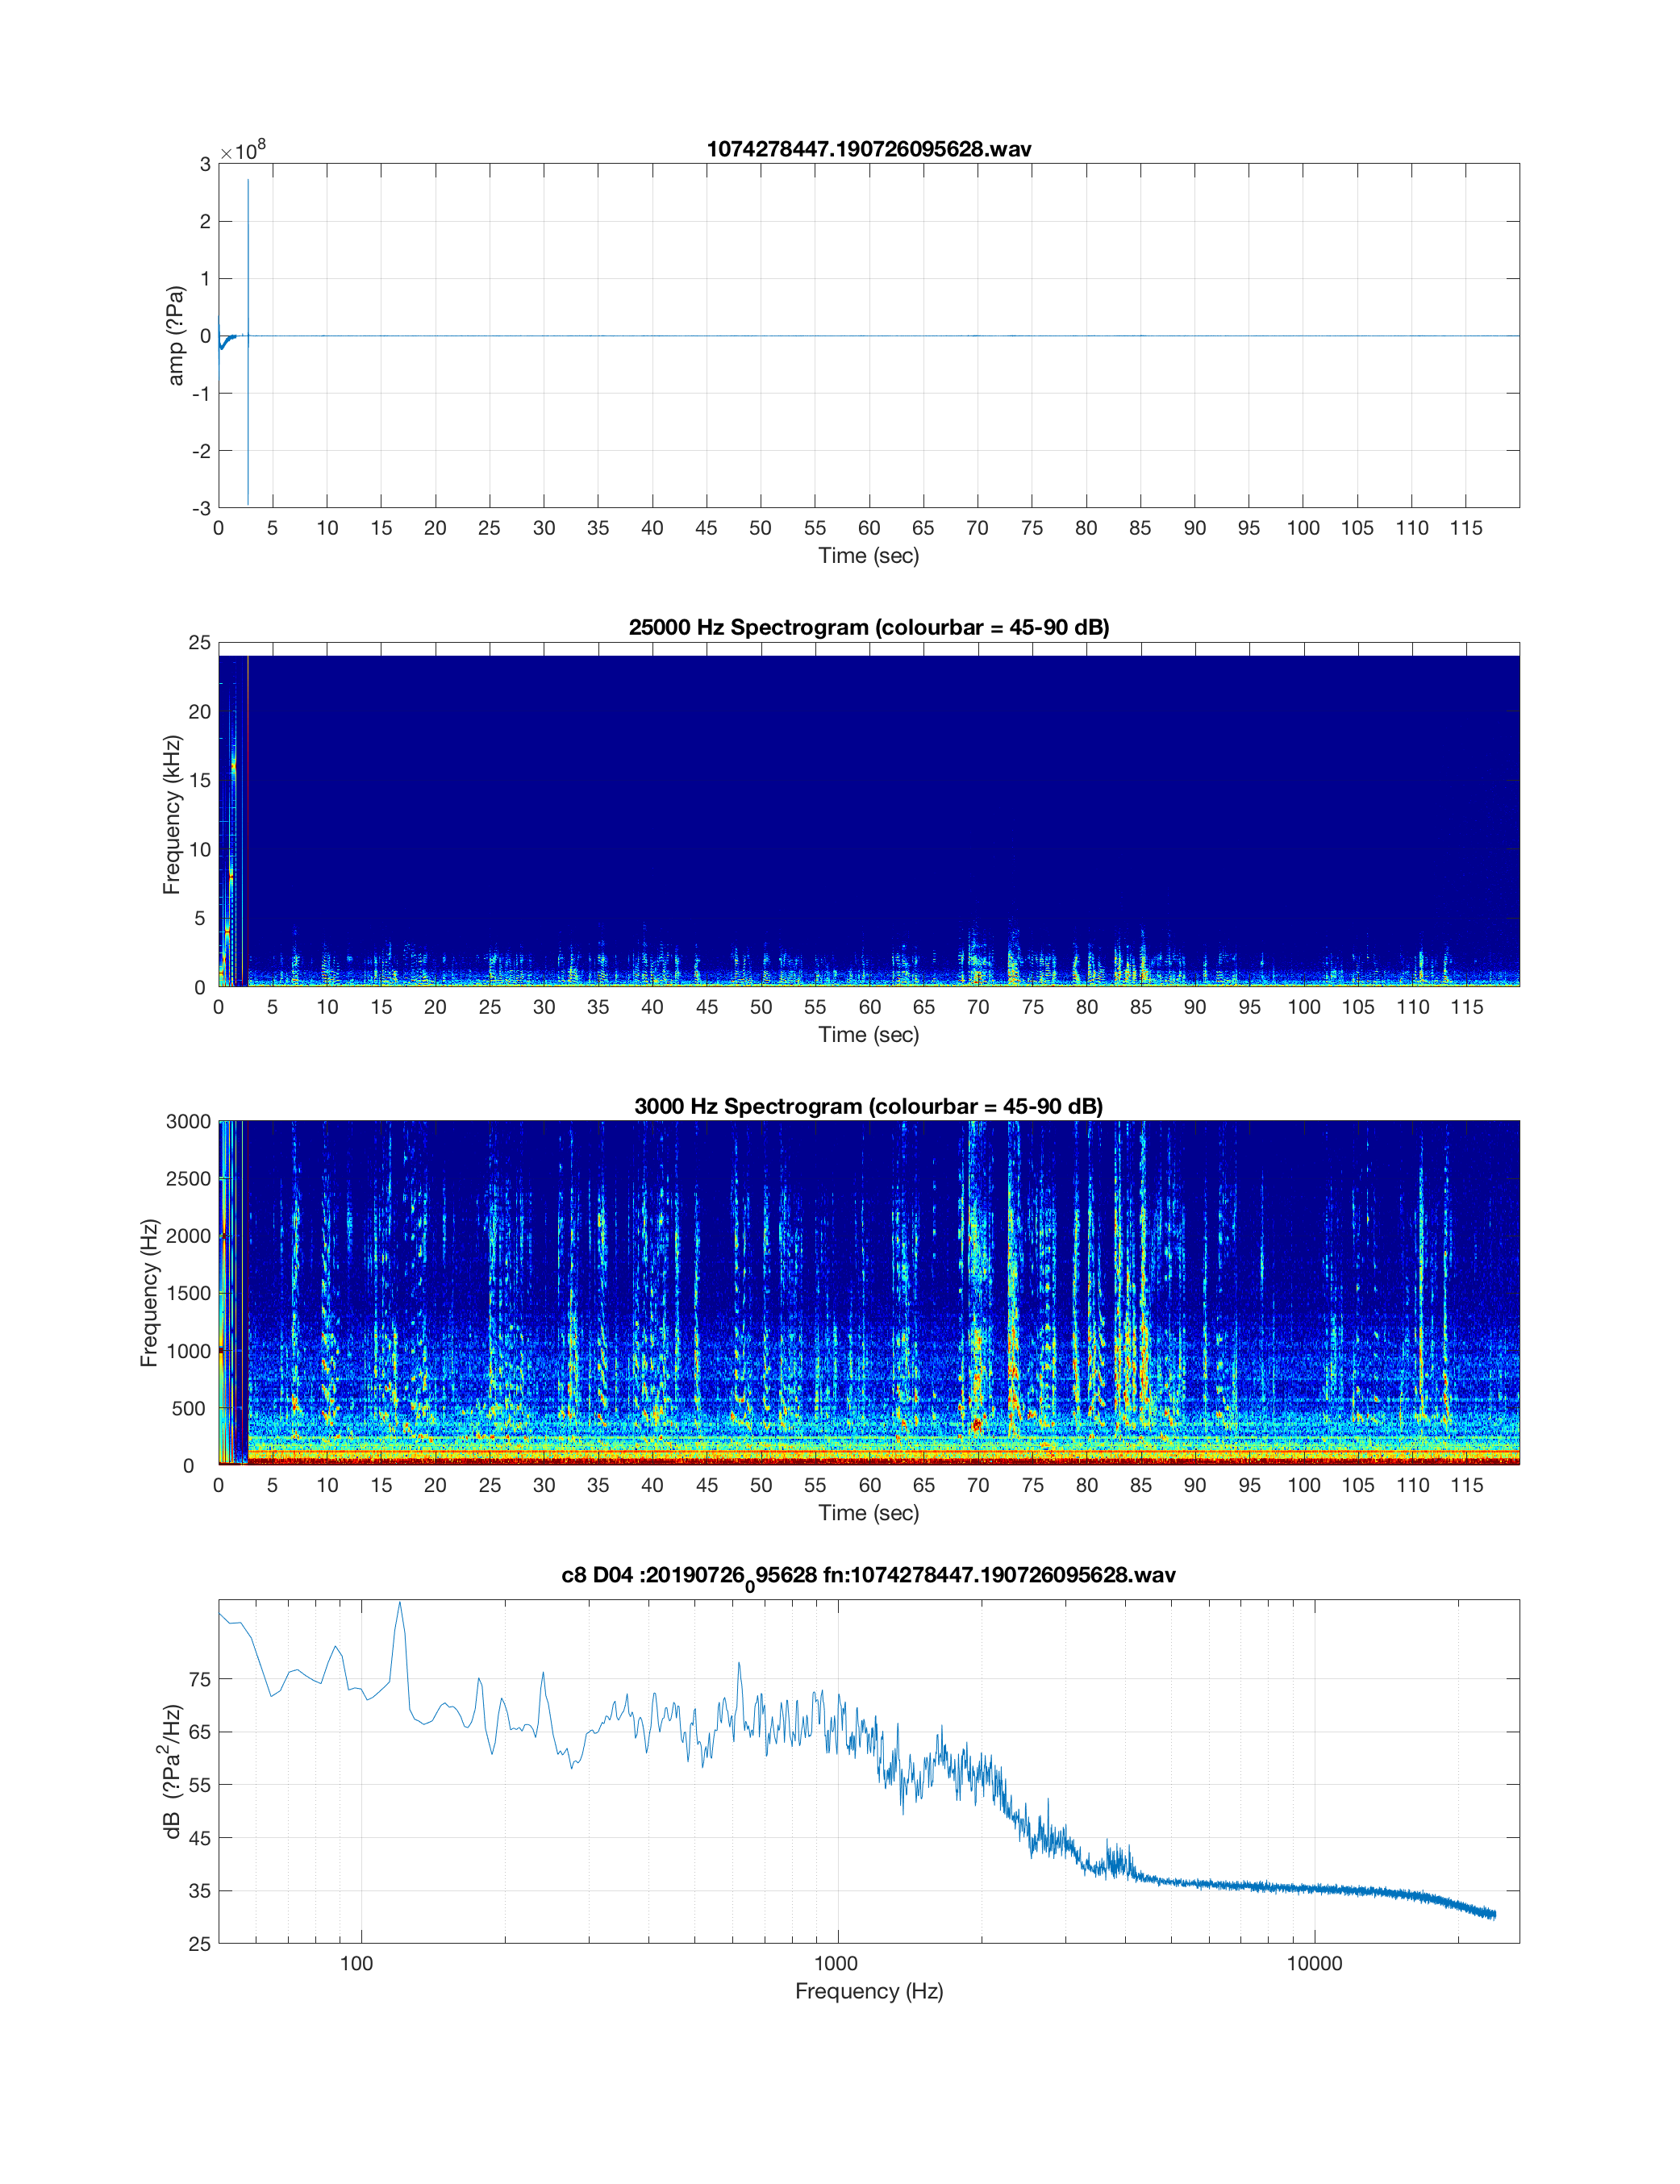 1074278447.190726095628.wav
×10^8
3
2
1
0
-1
-2
-3
amp (?Pa)
0 5 10 15 20 25 30 35 40 45 50 55 60 65 70 75 80 85 90 95 100 105 110 115
Time (sec)
25000 Hz Spectrogram (colourbar = 45-90 dB)
25
20
15
10
5
0
Frequency (kHz)
0 5 10 15 20 25 30 35 40 45 50 55 60 65 70 75 80 85 90 95 100 105 110 115
Time (sec)
3000 Hz Spectrogram (colourbar = 45-90 dB)
3000
2500
2000
1500
1000
500
0
Frequency (Hz)
0 5 10 15 20 25 30 35 40 45 50 55 60 65 70 75 80 85 90 95 100 105 110 115
Time (sec)
c8 D04 :20190726_095628 fn:1074278447.190726095628.wav
75
65
55
45
35
25
dB (?Pa^2/Hz)
100 1000 10000
Frequency (Hz)